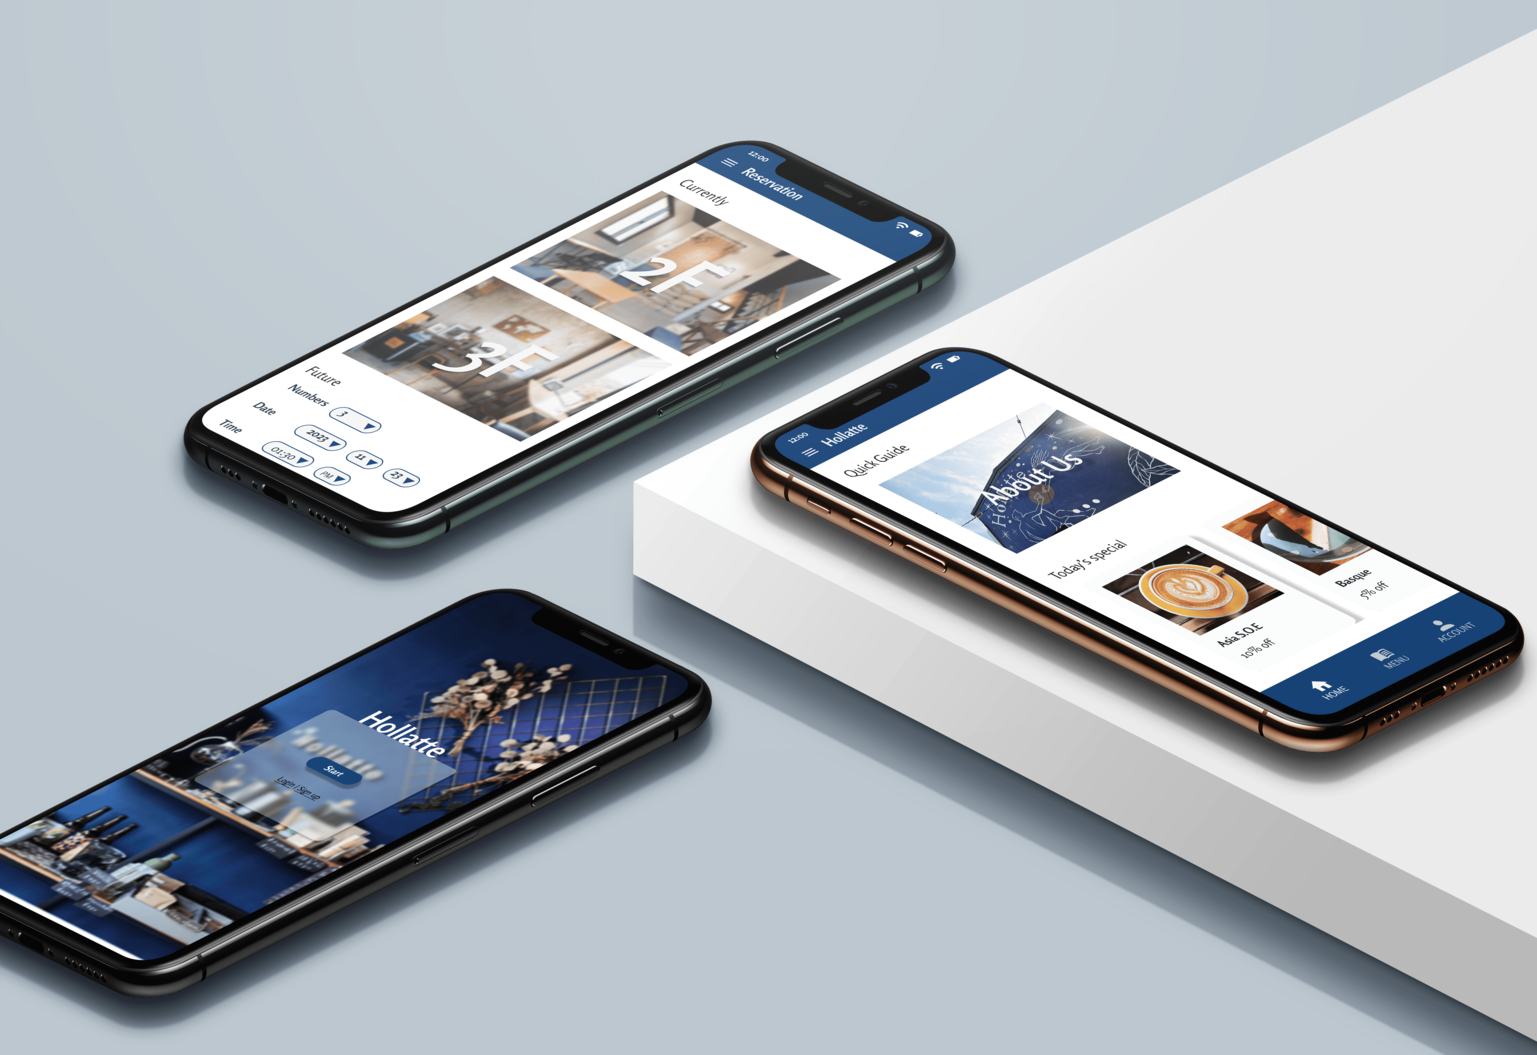 12:00
Reservation
Currently
2F
3F
Future
Numbers 3
Date 2023 11 23
Time 01:30 PM
12:00
Hollatte
Quick Guide
About Us
Today's special
Asia S.O.E
10% off
Basque
5% off
HOME
MENU
ACCOUNT
Hollatte
Start
Login | Sign up